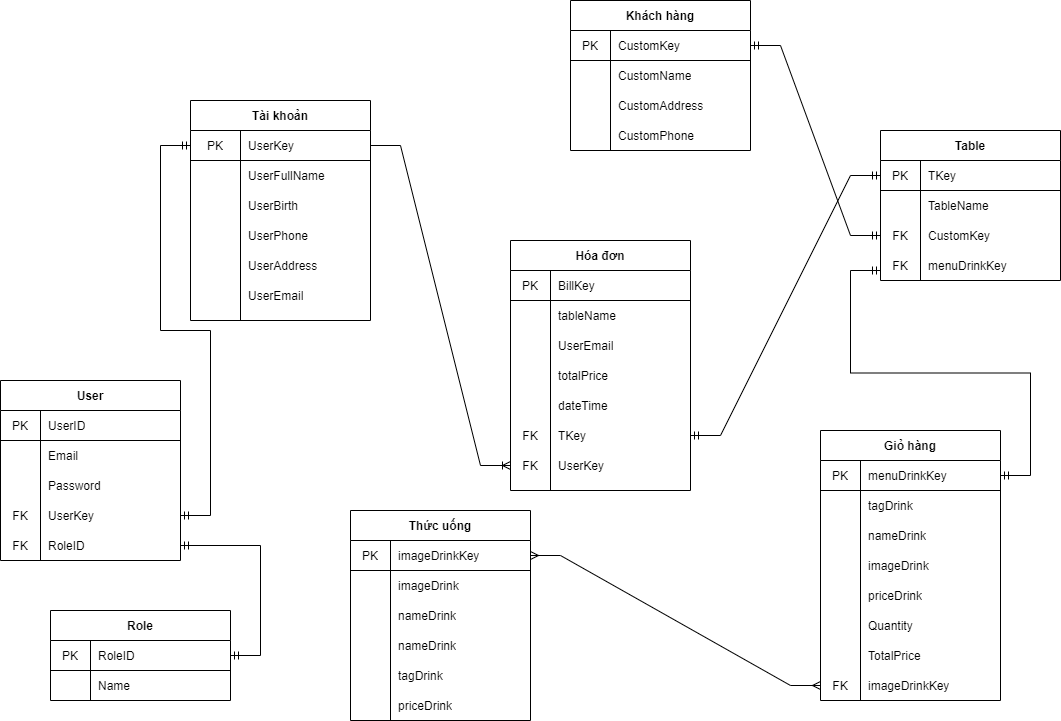 Khách hàng
PK CustomKey
CustomName
CustomAddress
CustomPhone
Tài khoản
PK UserKey
UserFullName
UserBirth
UserPhone
UserAddress
UserEmail
Table
PK TKey
TableName
FK CustomKey
FK menuDrinkKey
Hóa đơn
PK BillKey
tableName
UserEmail
totalPrice
dateTime
FK TKey
FK UserKey
User
PK UserID
Email
Password
FK UserKey
FK RoleID
Giỏ hàng
PK menuDrinkKey
tagDrink
nameDrink
imageDrink
priceDrink
Quantity
TotalPrice
FK imageDrinkKey
Thức uống
PK imageDrinkKey
imageDrink
nameDrink
nameDrink
tagDrink
priceDrink
Role
PK RoleID
Name